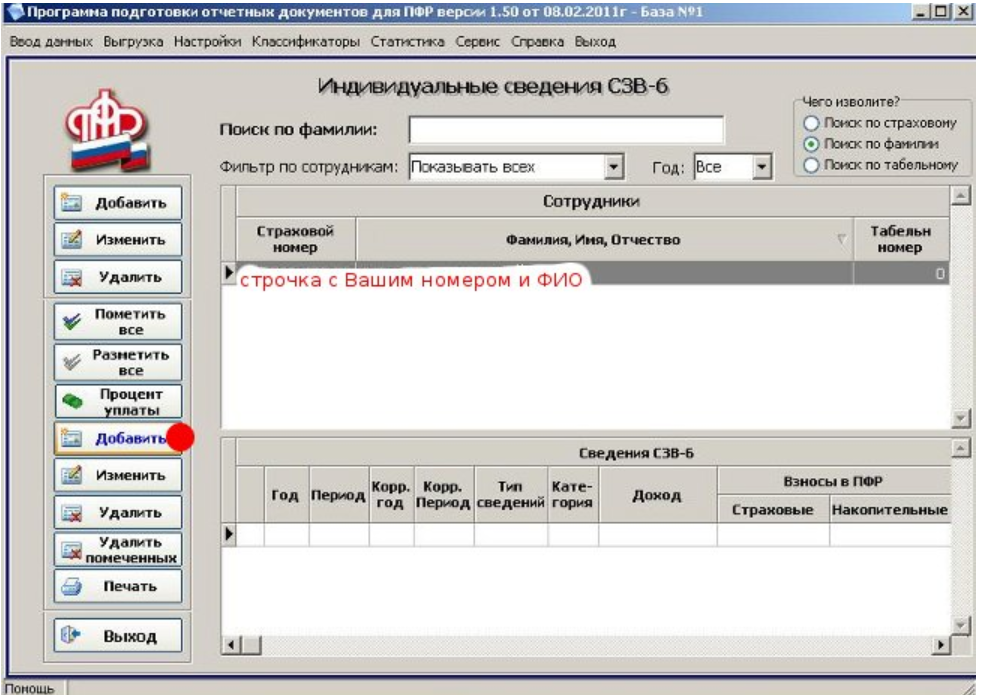 Программа подготовки отчетных документов для ПФР версии 1.50 от 08.02.2011г - База №1
Ввод данных Выгрузка Настройки Классификаторы Статистика Сервис Справка Выход
Индивидуальные сведения СЗВ-6
Поиск по фамилии:
Чего изволите?
Поиск по страховому
Поиск по фамилии
Поиск по табельному
Фильтр по сотрудникам: Показывать всех Год: Все
Сотрудники
Страховой номер
Фамилия, Имя, Отчество
Табельн номер
строчка с Вашим номером и ФИО
0
Добавить
Изменить
Удалить
Пометить все
Разметить все
Процент уплаты
Добавить
Изменить
Удалить
Удалить помеченных
Печать
Выход
Сведения СЗВ-6
Год
Период
Корр. год
Корр. Период
Тип сведений
Кате- гория
Доход
Взносы в ПФР
Страховые
Накопительные
Помощь